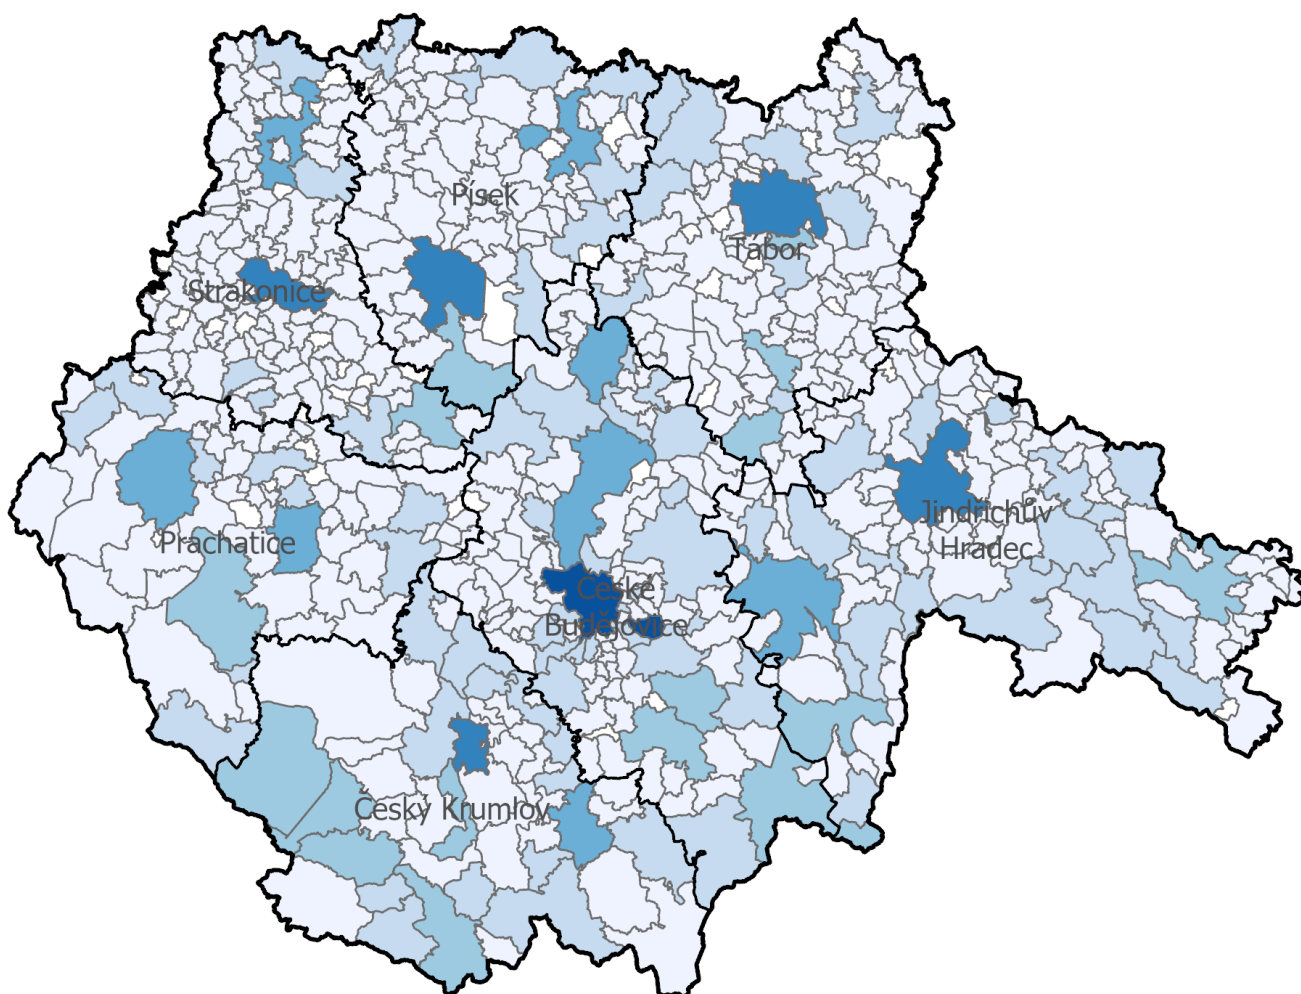 Písek
Tábor
Strakonice
Jindřichův
Hradec
Prachatice
České
Budějovice
Český Krumlov